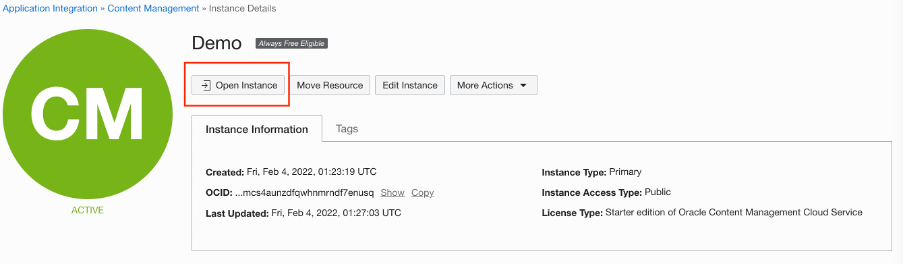 Application Integration » Content Management » Instance Details
Demo Always Free Eligible
CM
Open Instance Move Resource Edit Instance More Actions
Instance Information Tags
Created: Fri, Feb 4, 2022, 01:23:19 UTC Instance Type: Primary
OCID: ...mcs4aunzdfqwhnmrndf7enusq Show Copy Instance Access Type: Public
ACTIVE Last Updated: Fri, Feb 4, 2022, 01:27:03 UTC License Type: Starter edition of Oracle Content Management Cloud Service